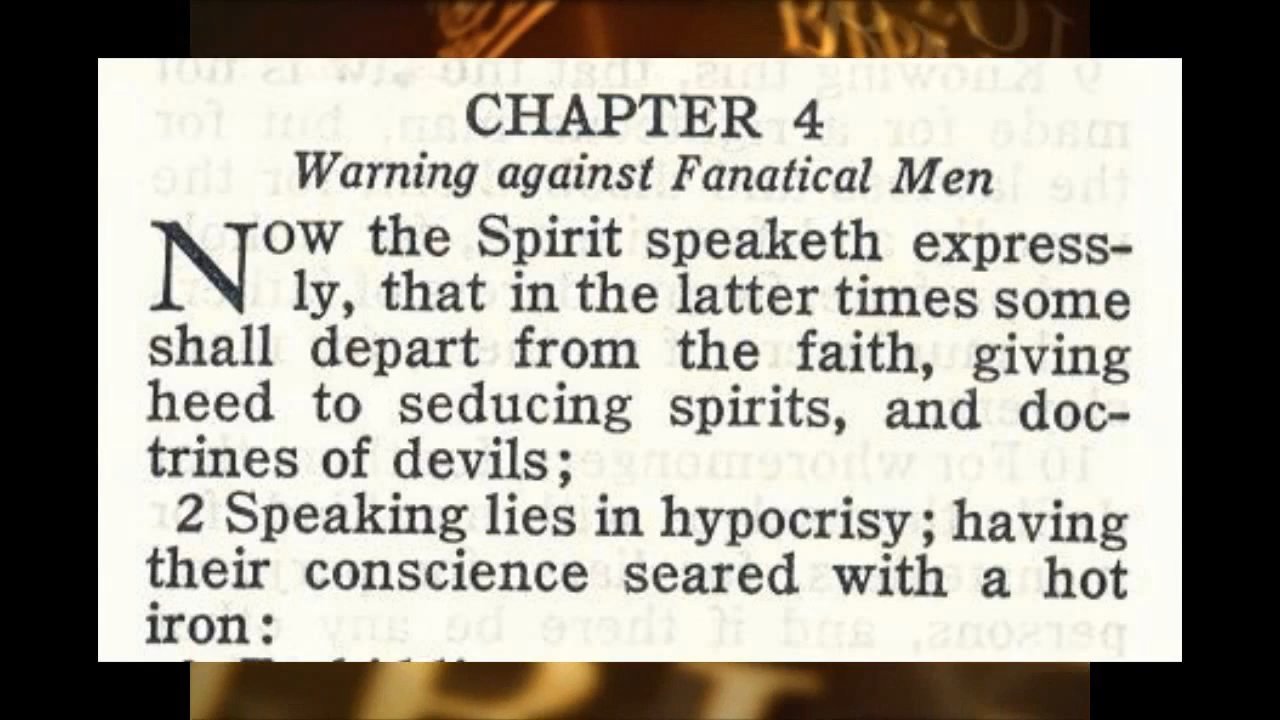 CHAPTER 4
Warning against Fanatical Men
NOW the Spirit speaketh express-
ly, that in the latter times some
shall depart from the faith, giving
heed to seducing spirits, and doc-
trines of devils;
2 Speaking lies in hypocrisy; having
their conscience seared with a hot
iron: